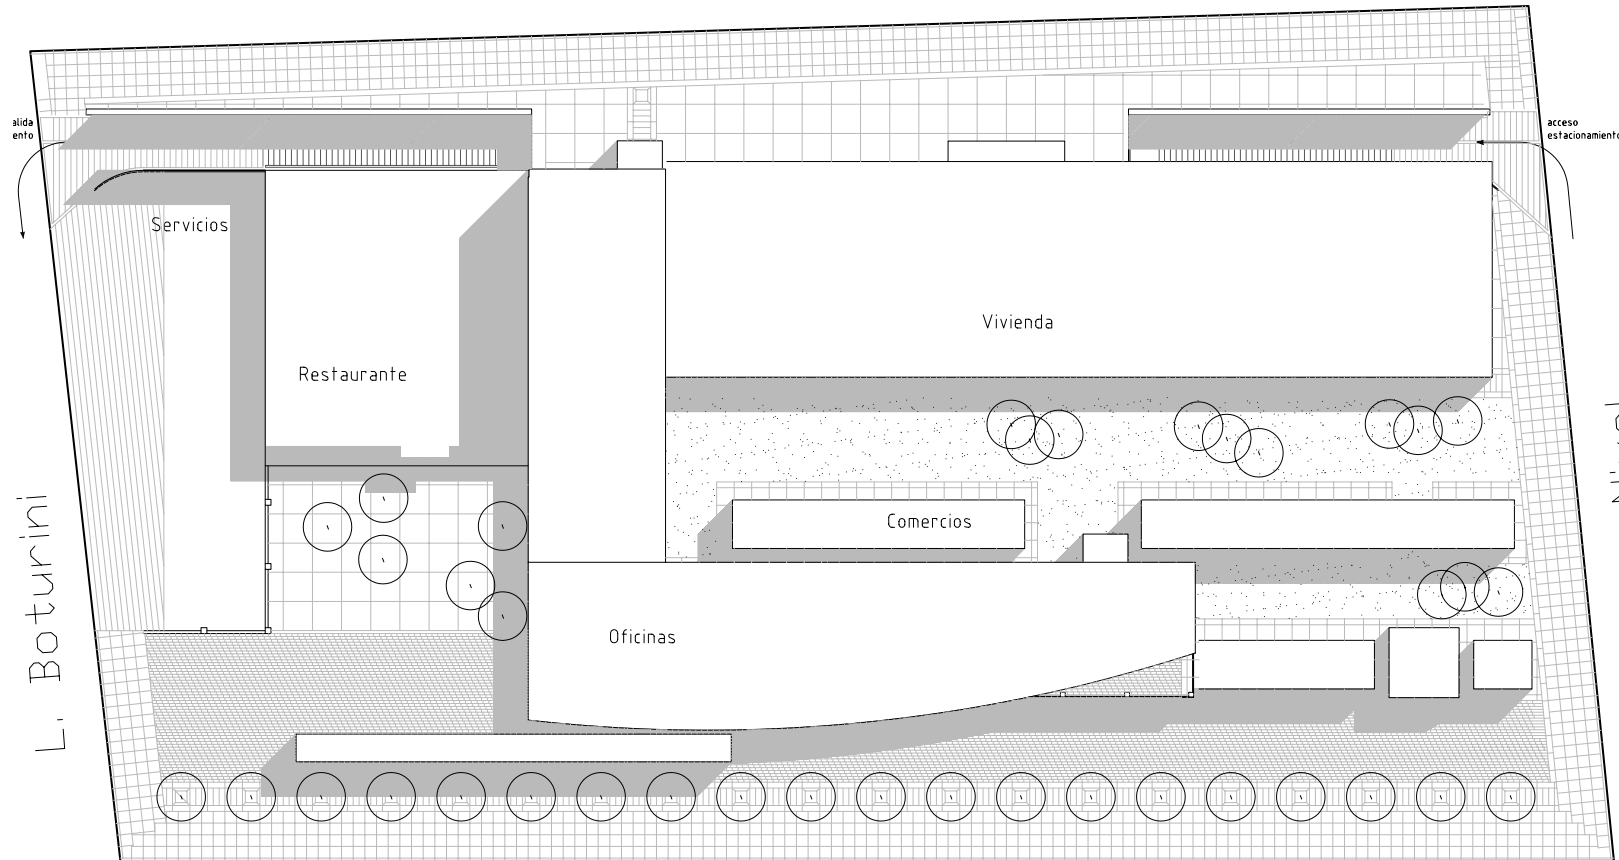 alida
ento
acceso
estacionamiento
Servicios
Vivienda
Restaurante
Comercios
L. Boturini
Oficinas